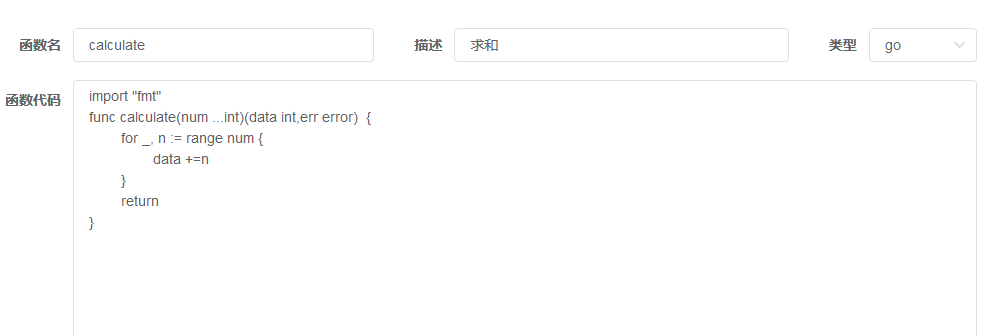 函数名 calculate 描述 求和 类型 go
函数代码 import "fmt"
func calculate(num ...int)(data int,err error)  {
        for _, n := range num {
                data +=n
        }
        return
}